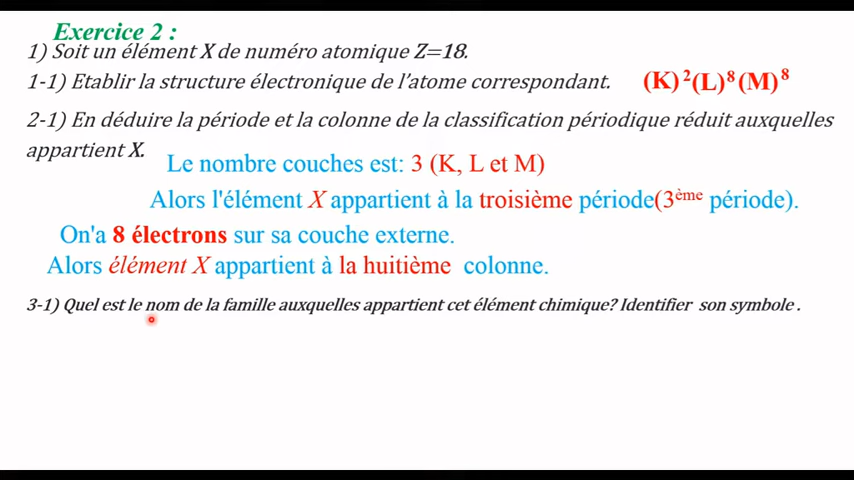 Exercice 2 :
1) Soit un élément X de numéro atomique Z=18.
1-1) Etablir la structure électronique de l'atome correspondant. (K)²(L)⁸(M)⁸
2-1) En déduire la période et la colonne de la classification périodique réduit auxquelles
appartient X.
Le nombre couches est: 3 (K, L et M)
Alors l'élément X appartient à la troisième période(3ème période).
On'a 8 électrons sur sa couche externe.
Alors élément X appartient à la huitième colonne.
3-1) Quel est le nom de la famille auxquelles appartient cet élément chimique? Identifier son symbole .